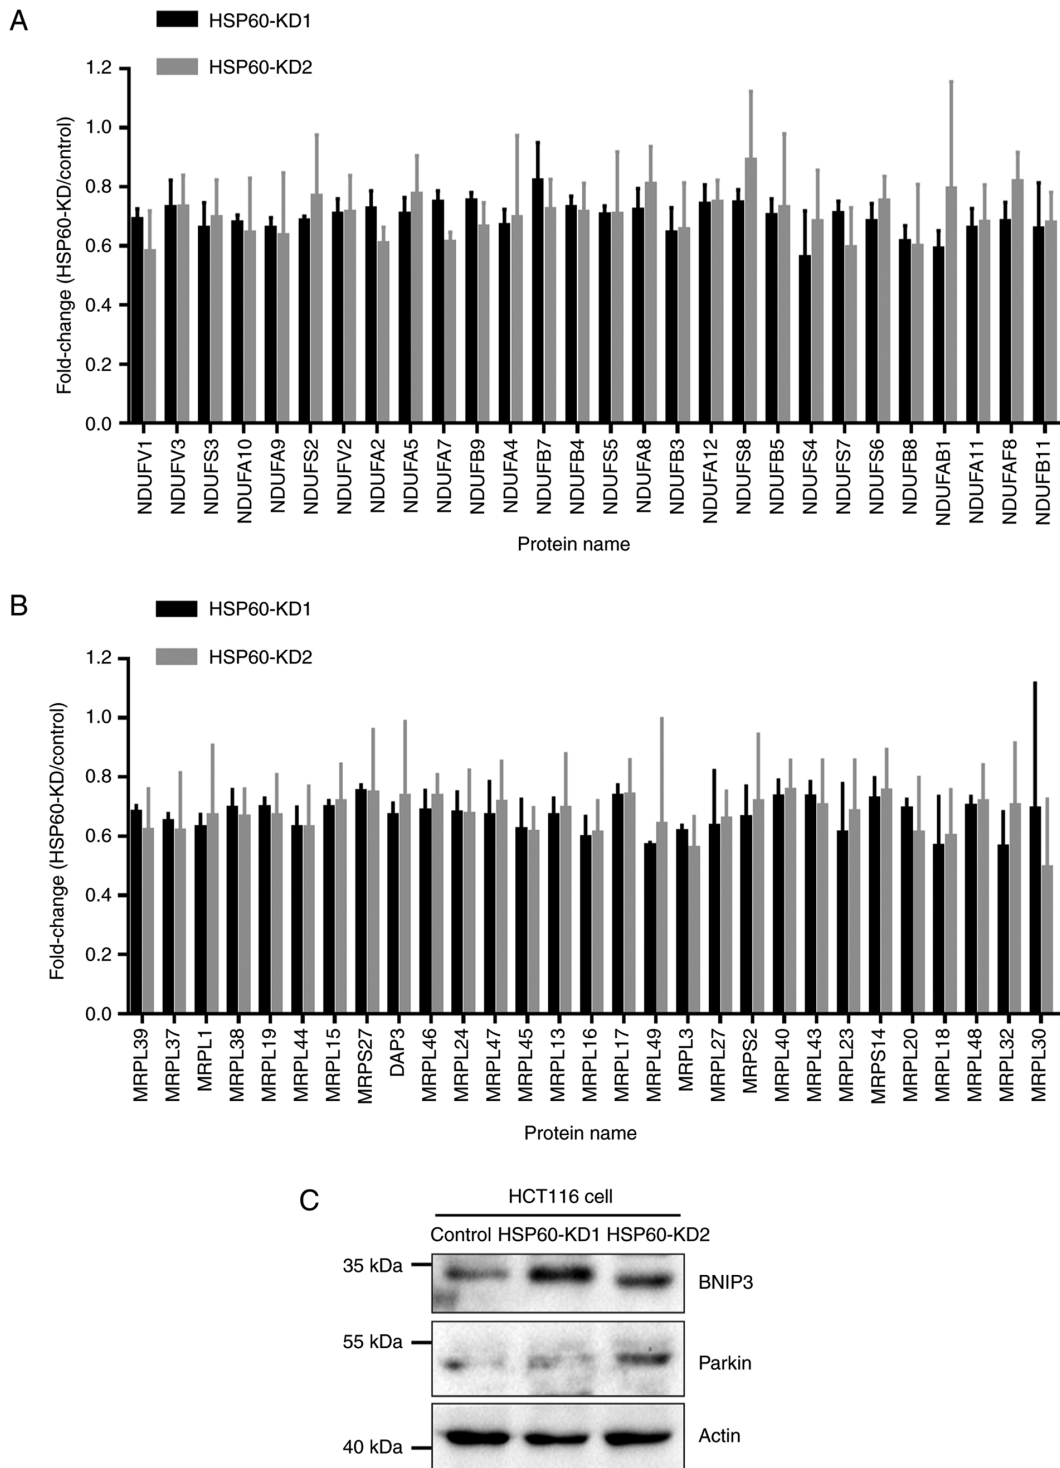 A
HSP60-KD1
HSP60-KD2
Fold-change (HSP60-KD/control)
1.2
1.0
0.8
0.6
0.4
0.2
0.0
NDUFV1
NDUFV3
NDUFS3
NDUFA10
NDUFA9
NDUFS2
NDUFV2
NDUFA2
NDUFA5
NDUFA7
NDUFB9
NDUFA4
NDUFB7
NDUFB4
NDUFS5
NDUFA8
NDUFB3
NDUFA12
NDUFS8
NDUFB5
NDUFS4
NDUFS7
NDUFS6
NDUFB8
NDUFAB1
NDUFA11
NDUFAF8
NDUFB11
Protein name
B
HSP60-KD1
HSP60-KD2
Fold-change (HSP60-KD/control)
1.2
1.0
0.8
0.6
0.4
0.2
0.0
MRPL39
MRPL37
MRPL1
MRPL38
MRPL19
MRPL44
MRPL15
MRPS27
DAP3
MRPL46
MRPL24
MRPL47
MRPL45
MRPL13
MRPL16
MRPL17
MRPL49
MRPL3
MRPL27
MRPS2
MRPL40
MRPL43
MRPL23
MRPS14
MRPL20
MRPL18
MRPL48
MRPL32
MRPL30
Protein name
C
HCT116 cell
Control HSP60-KD1 HSP60-KD2
35 kDa
BNIP3
55 kDa
Parkin
Actin
40 kDa